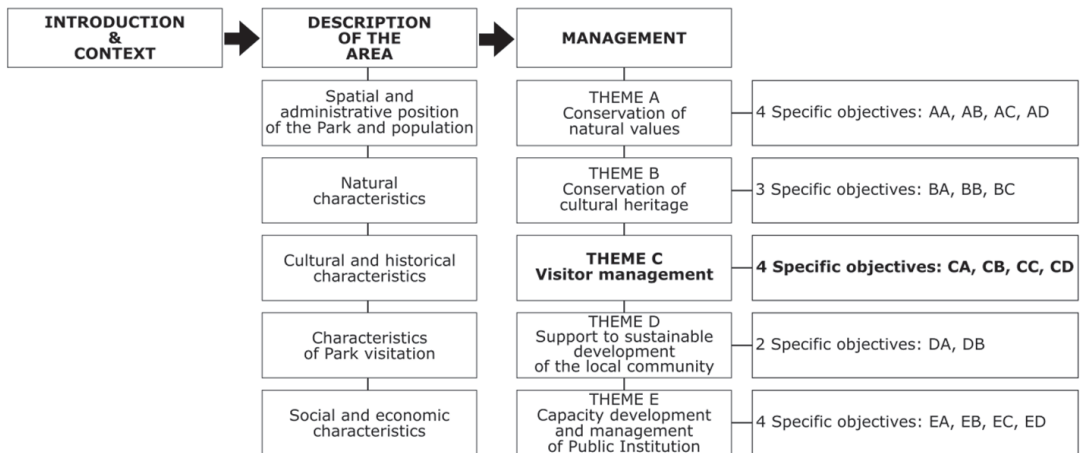 INTRODUCTION
&
CONTEXT
DESCRIPTION
OF THE
AREA
MANAGEMENT
Spatial and
administrative position
of the Park and population
THEME A
Conservation of
natural values
4 Specific objectives: AA, AB, AC, AD
Natural
characteristics
THEME B
Conservation of
cultural heritage
3 Specific objectives: BA, BB, BC
Cultural and historical
characteristics
THEME C
Visitor management
4 Specific objectives: CA, CB, CC, CD
Characteristics
of Park visitation
THEME D
Support to sustainable
development
of the local community
2 Specific objectives: DA, DB
Social and economic
characteristics
THEME E
Capacity development
and management
of Public Institution
4 Specific objectives: EA, EB, EC, ED